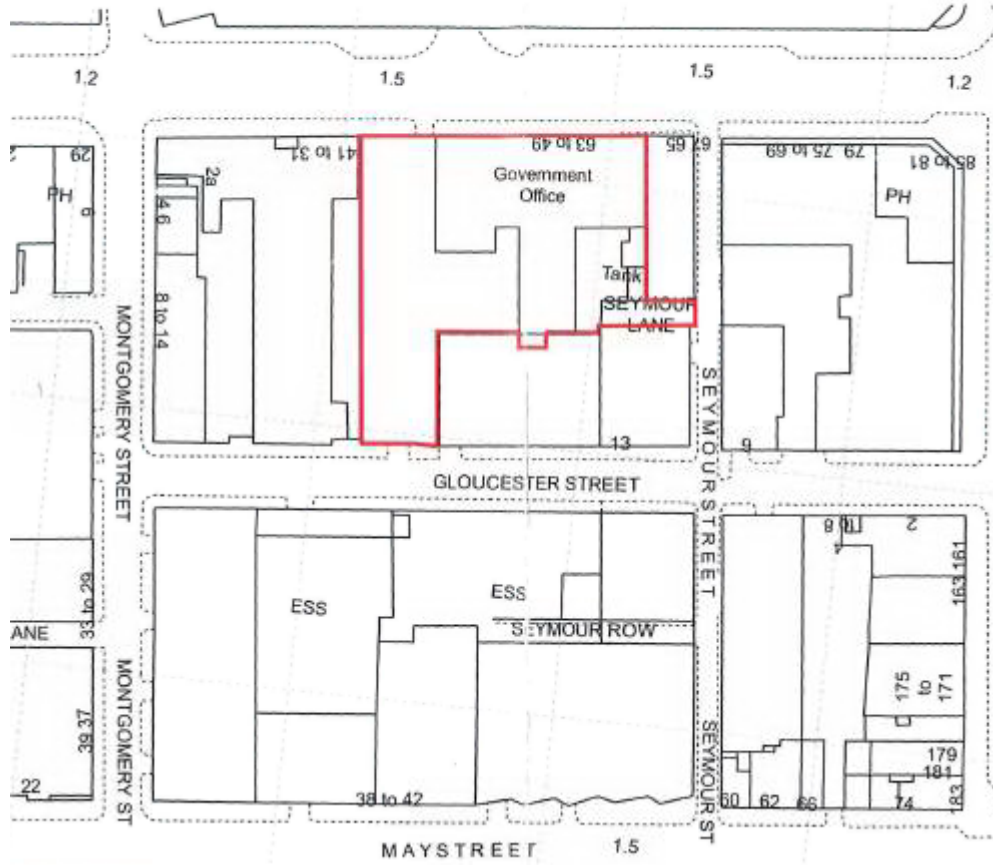 1.2
1.5
1.5
1.2
29
PH
6
41 to 31
63 to 49
65
67
79 75 to 69
85 to 81
2a
4 6
Government
Office
PH
Tank
SEYMOUR
LANE
8 to 14
MONTGOMERY STREET
SEYMOUR STREET
13
9
GLOUCESTER STREET
2
161
163
ESS
ESS
SEYMOUR ROW
33 to 29
ANE
175
to
171
MONTGOMERY ST
SEYMOUR ST
39 37
179
181
183
22
38 to 42
60
62
66
74
MAYSTREET
1.5